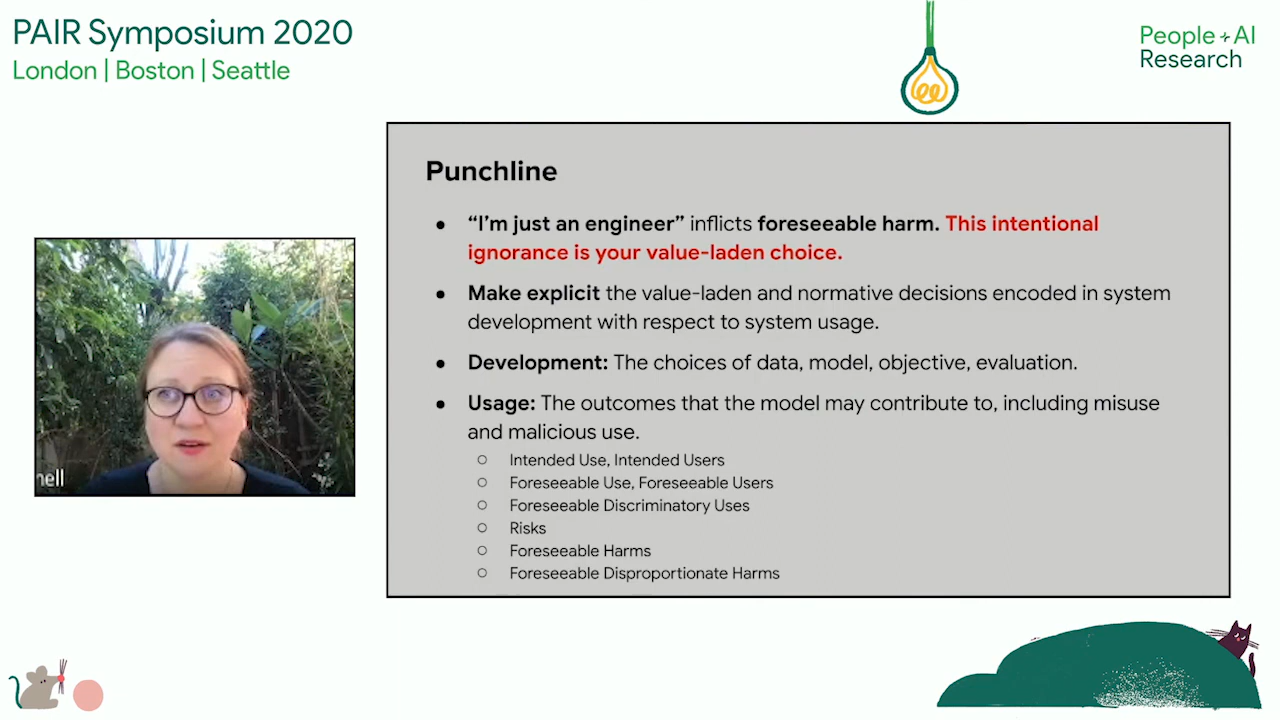 PAIR Symposium 2020
London | Boston | Seattle
People + AI
Research
Punchline
● “I’m just an engineer” inflicts foreseeable harm. This intentional
ignorance is your value-laden choice.
● Make explicit the value-laden and normative decisions encoded in system
development with respect to system usage.
● Development: The choices of data, model, objective, evaluation.
● Usage: The outcomes that the model may contribute to, including misuse
and malicious use.
○ Intended Use, Intended Users
○ Foreseeable Use, Foreseeable Users
○ Foreseeable Discriminatory Uses
○ Risks
○ Foreseeable Harms
○ Foreseeable Disproportionate Harms